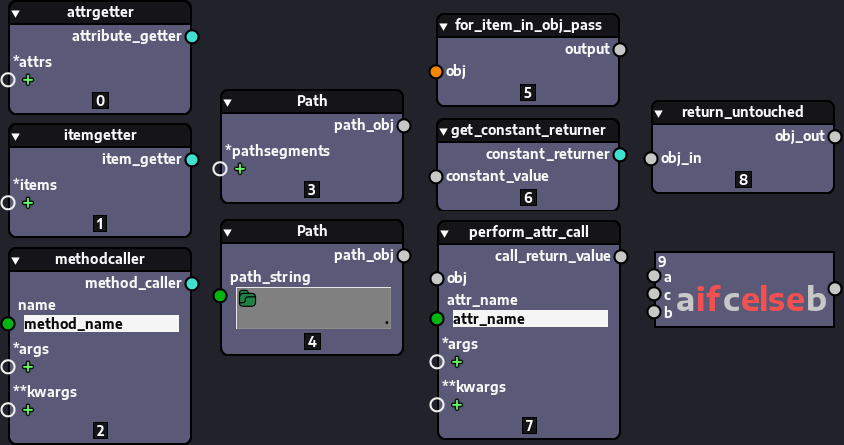 attrgetter
attribute_getter
*attrs
0
itemgetter
item_getter
*items
1
methodcaller
method_caller
name
method_name
*args
**kwargs
2
Path
path_obj
*pathsegments
3
Path
path_obj
path_string
.
4
for_item_in_obj_pass
output
obj
5
get_constant_returner
constant_returner
constant_value
6
perform_attr_call
call_return_value
obj
attr_name
attr_name
*args
**kwargs
7
return_untouched
obj_out
obj_in
8
9
a
c
b
aifcelseb